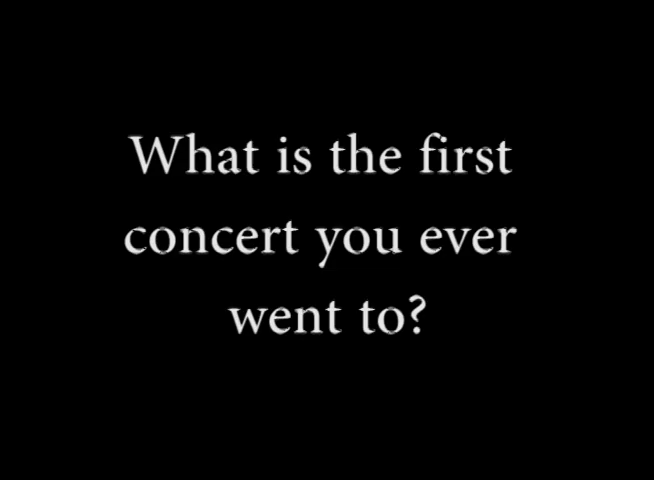 What is the first
concert you ever
went to?